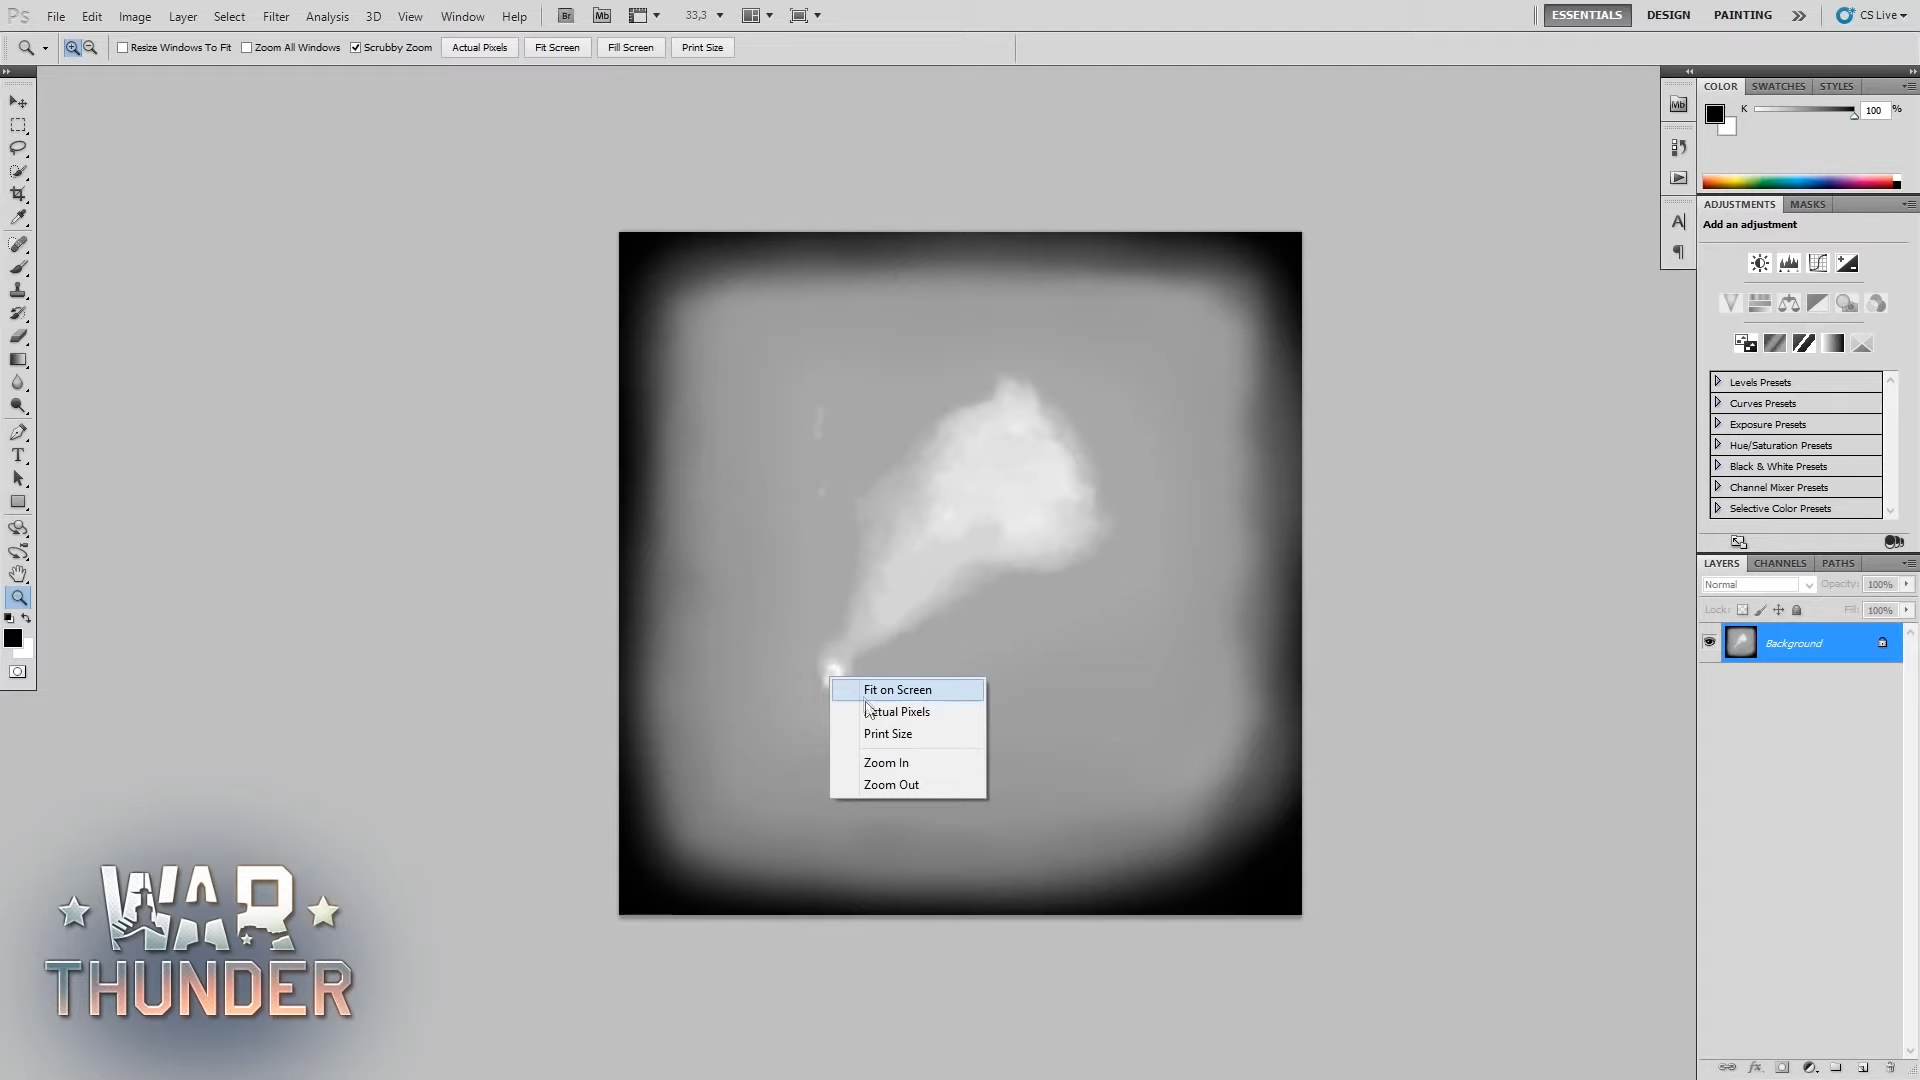 Ps File Edit Image Layer Select Filter Analysis 3D View Window Help Br Mb 33,3 ESSENTIALS DESIGN PAINTING CS Live
Resize Windows To Fit Zoom All Windows Scrubby Zoom Actual Pixels Fit Screen Fill Screen Print Size
COLOR SWATCHES STYLES
Mb
K 100 %
ADJUSTMENTS MASKS
Add an adjustment
Levels Presets
Curves Presets
Exposure Presets
Hue/Saturation Presets
Black & White Presets
Channel Mixer Presets
Selective Color Presets
LAYERS CHANNELS PATHS
Normal Opacity: 100%
Lock: Fill: 100%
Background
Fit on Screen
Actual Pixels
Print Size
Zoom In
Zoom Out
WAR
THUNDER